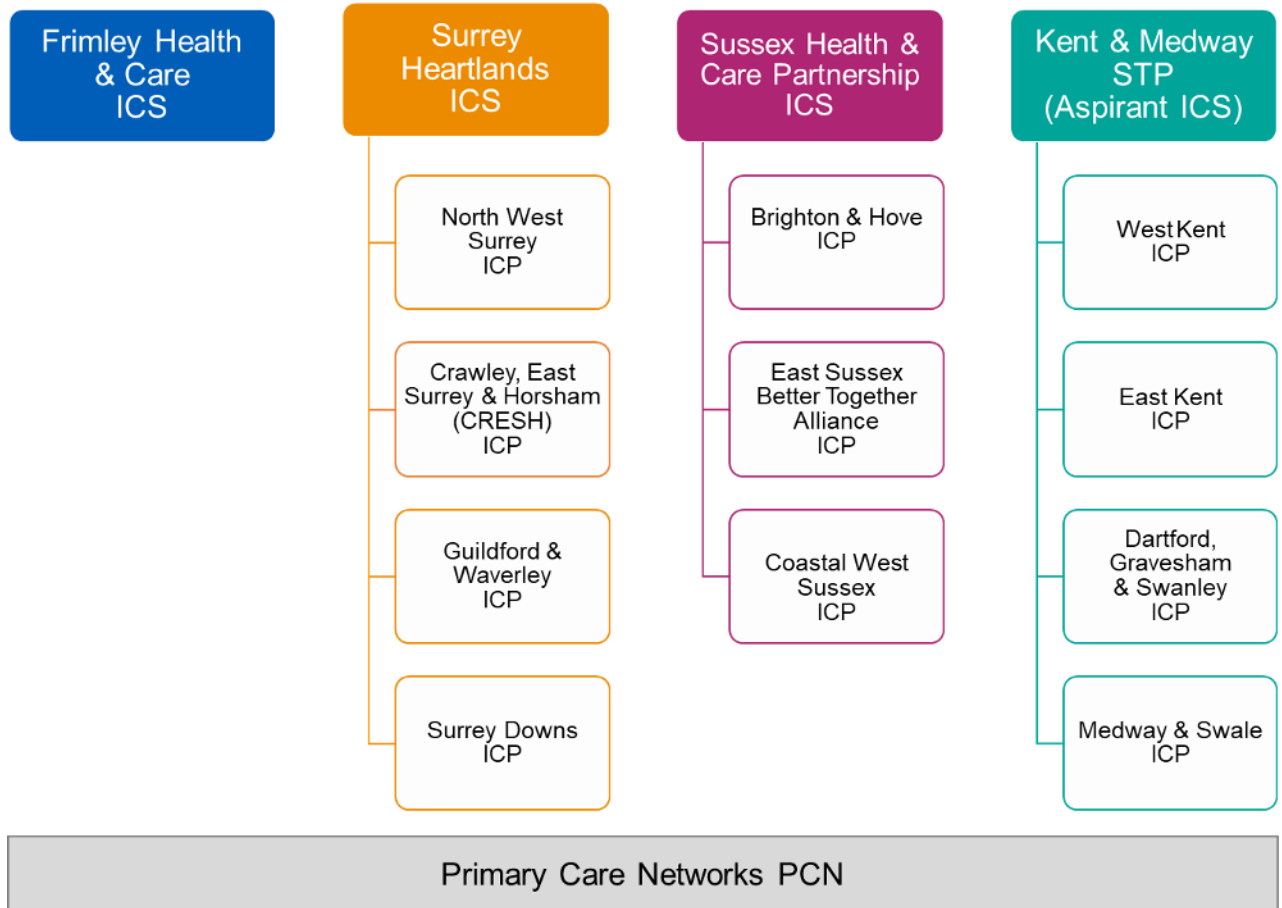 Frimley Health
& Care
ICS
Surrey
Heartlands
ICS
North West
Surrey
ICP
Crawley, East
Surrey & Horsham
(CRESH)
ICP
Guildford &
Waverley
ICP
Surrey Downs
ICP
Sussex Health &
Care Partnership
ICS
Brighton & Hove
ICP
East Sussex
Better Together
Alliance
ICP
Coastal West
Sussex
ICP
Kent & Medway
STP
(Aspirant ICS)
West Kent
ICP
East Kent
ICP
Dartford,
Gravesham
& Swanley
ICP
Medway & Swale
ICP
Primary Care Networks PCN